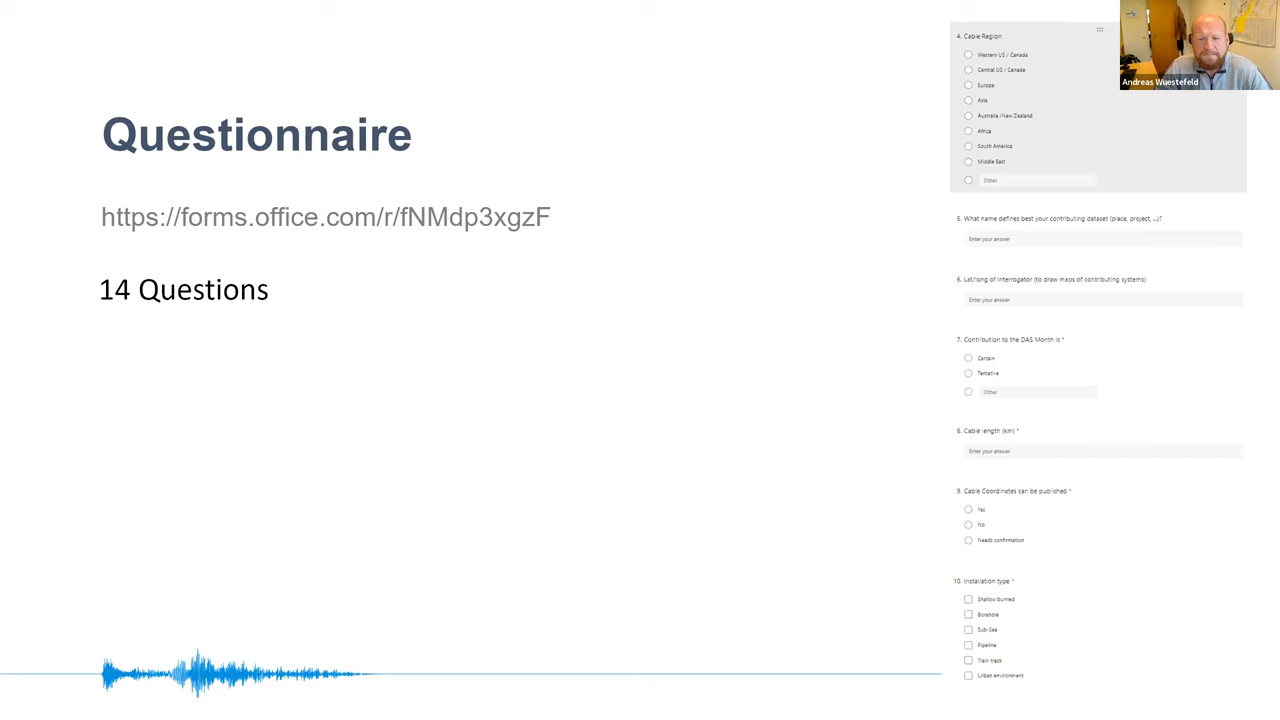 Questionnaire
https://forms.office.com/r/fNMdp3xgzF
14 Questions
4. Cable Region
Western US / Canada
Central US / Canada
Europe
Asia
Australia /New Zealand
Africa
South America
Middle East
Other
5. What name defines best your contributing dataset (place, project, ...)?
Enter your answer
6. Lat/long of Interrogator (to draw maps of contributing systems)
Enter your answer
7. Contribution to the DAS Month is *
Certain
Tentative
Other
8. Cable length (km) *
Enter your answer
9. Cable Coordinates can be published *
Yes
No
Needs confirmation
10. Installation type *
Shallow burried
Borehole
Sub-Sea
Pipeline
Train track
Urban environment
Andreas Wuestefeld